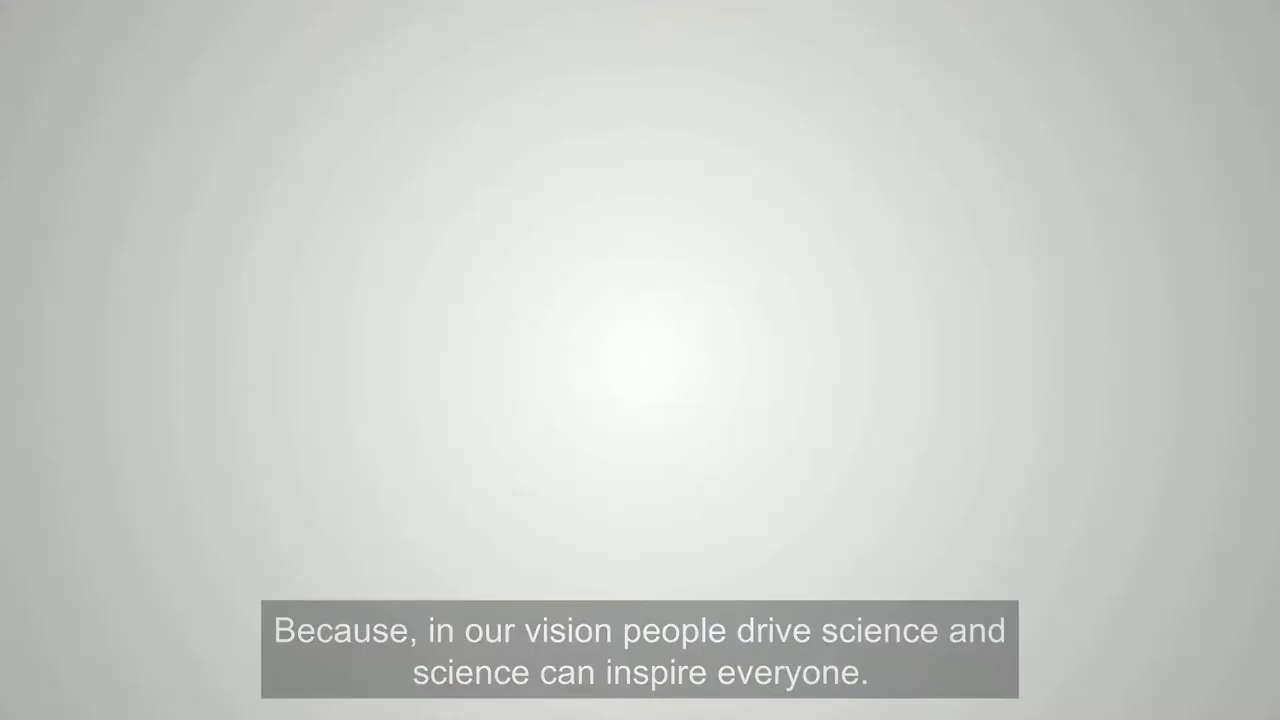 Because, in our vision people drive science and
science can inspire everyone.